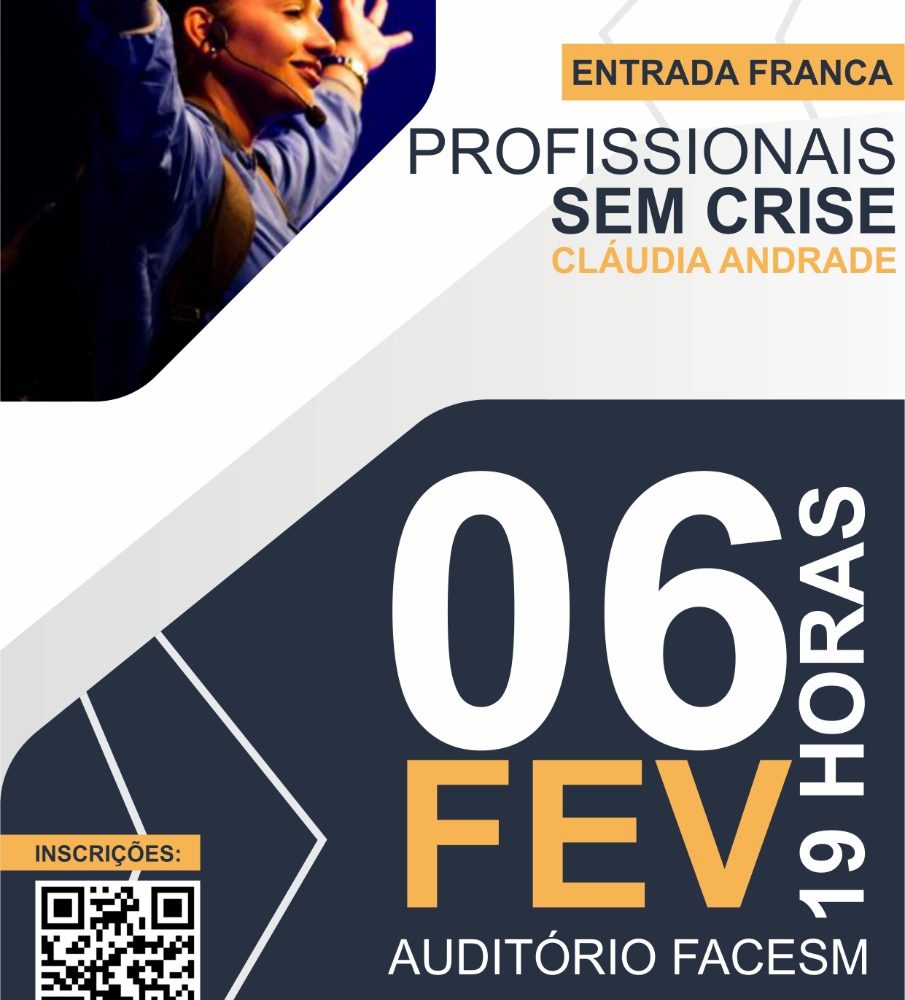 ENTRADA FRANCA
PROFISSIONAIS
SEM CRISE
CLÁUDIA ANDRADE
06
FEV
19 HORAS
AUDITÓRIO FACESM
INSCRIÇÕES: